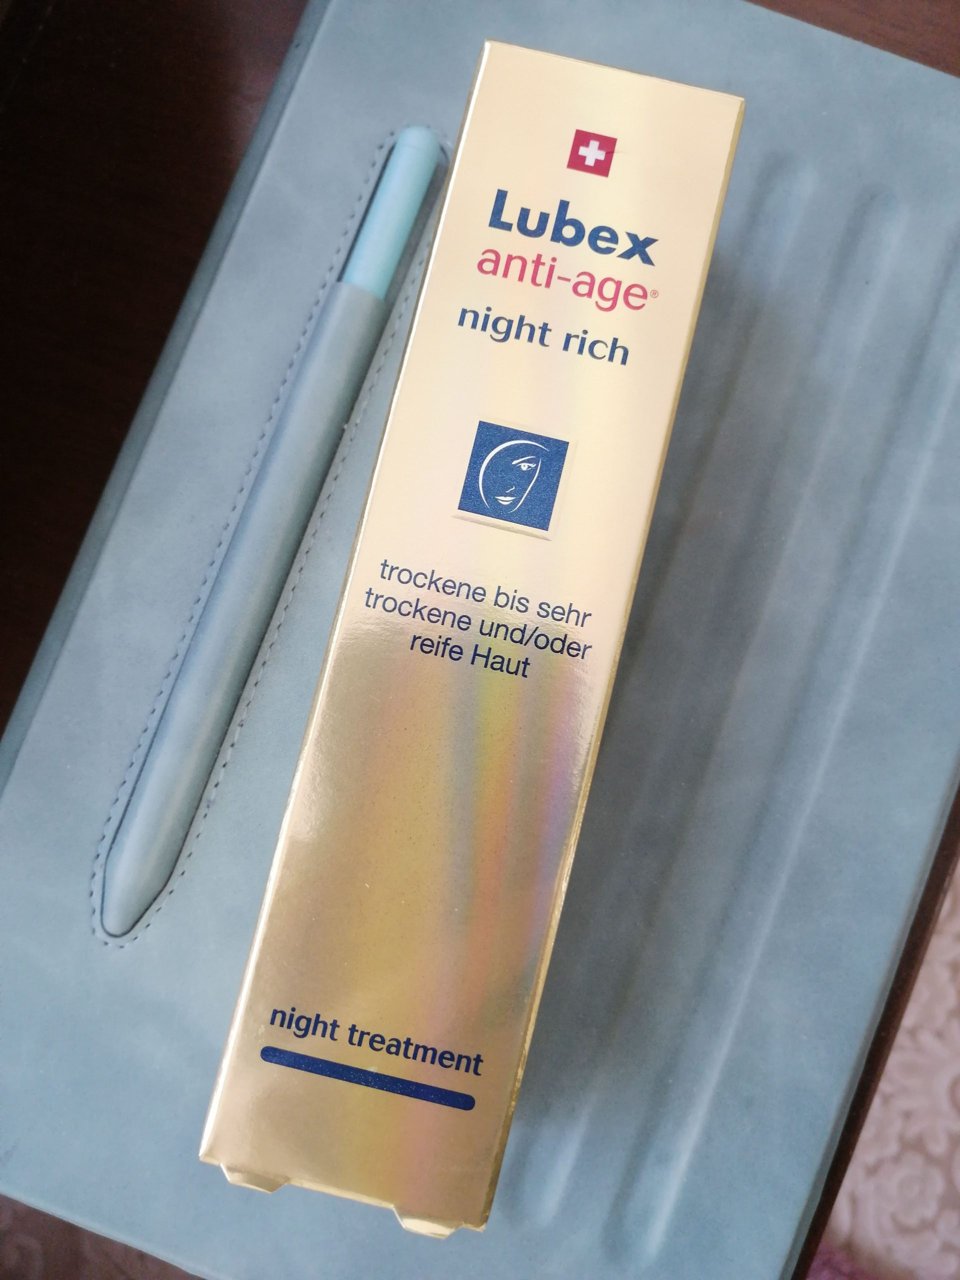 Lubex
anti-age®
night rich
trockene bis sehr
trockene und/oder
reife Haut
night treatment